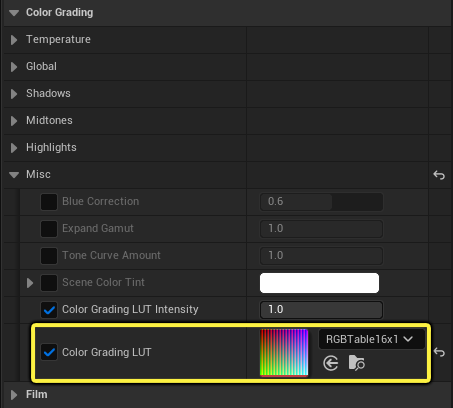 Color Grading
Temperature
Global
Shadows
Midtones
Highlights
Misc
Blue Correction 0.6
Expand Gamut 1.0
Tone Curve Amount 1.0
Scene Color Tint
Color Grading LUT Intensity 1.0
Color Grading LUT RGBTable16x1
Film